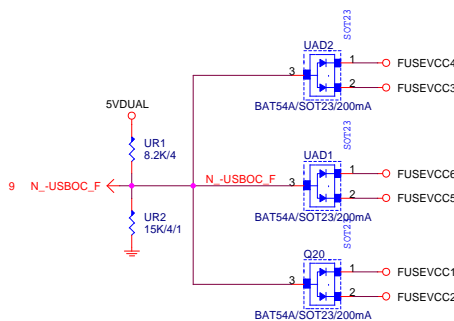 SOT23
UAD2
1
FUSEVCC4
3
2
FUSEVCC3
5VDUAL
BAT54A/SOT23/200mA
SOT23
UR1
8.2K/4
UAD1
1
FUSEVCC6
9 N_-USBOC_F
N_-USBOC_F
3
2
FUSEVCC5
UR2
15K/4/1
BAT54A/SOT23/200mA
SOT23
Q20
1
FUSEVCC1
3
2
FUSEVCC2
BAT54A/SOT23/200mA